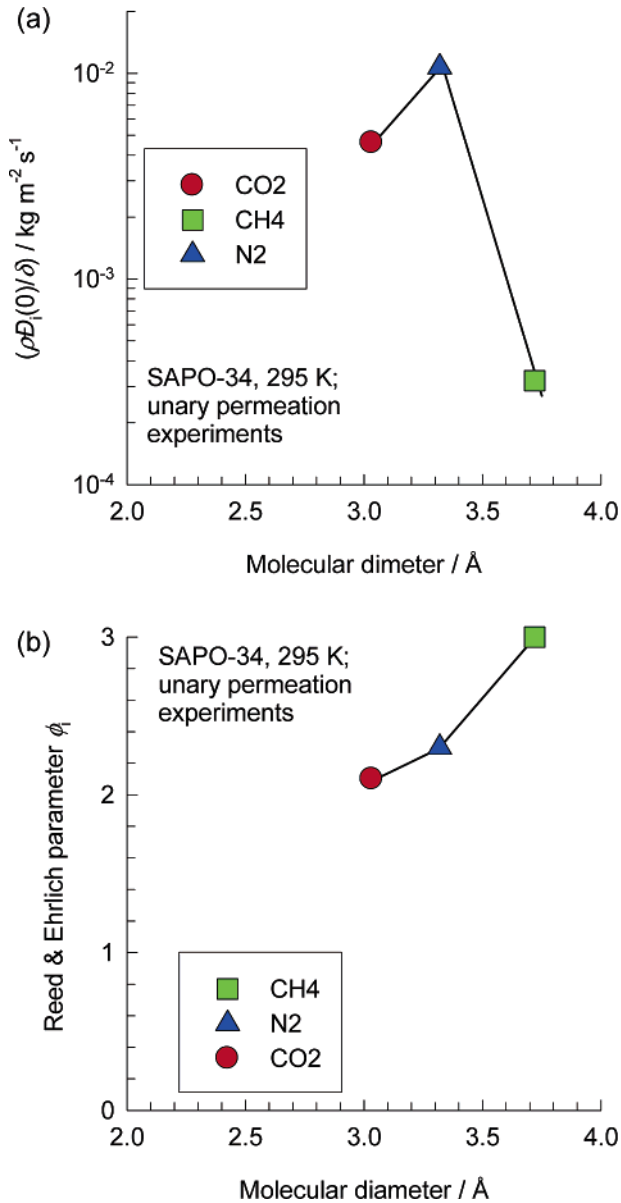 (a)
10⁻²
10⁻³
10⁻⁴
(ρĐᵢ(0)/δ) / kg m⁻² s⁻¹
CO2
CH4
N2
SAPO-34, 295 K;
unary permeation
experiments
2.0 2.5 3.0 3.5 4.0
Molecular dimeter / Å
(b)
3
2
1
0
Reed & Ehrlich parameter ϕᵢ
SAPO-34, 295 K;
unary permeation
experiments
CH4
N2
CO2
2.0 2.5 3.0 3.5 4.0
Molecular diameter / Å